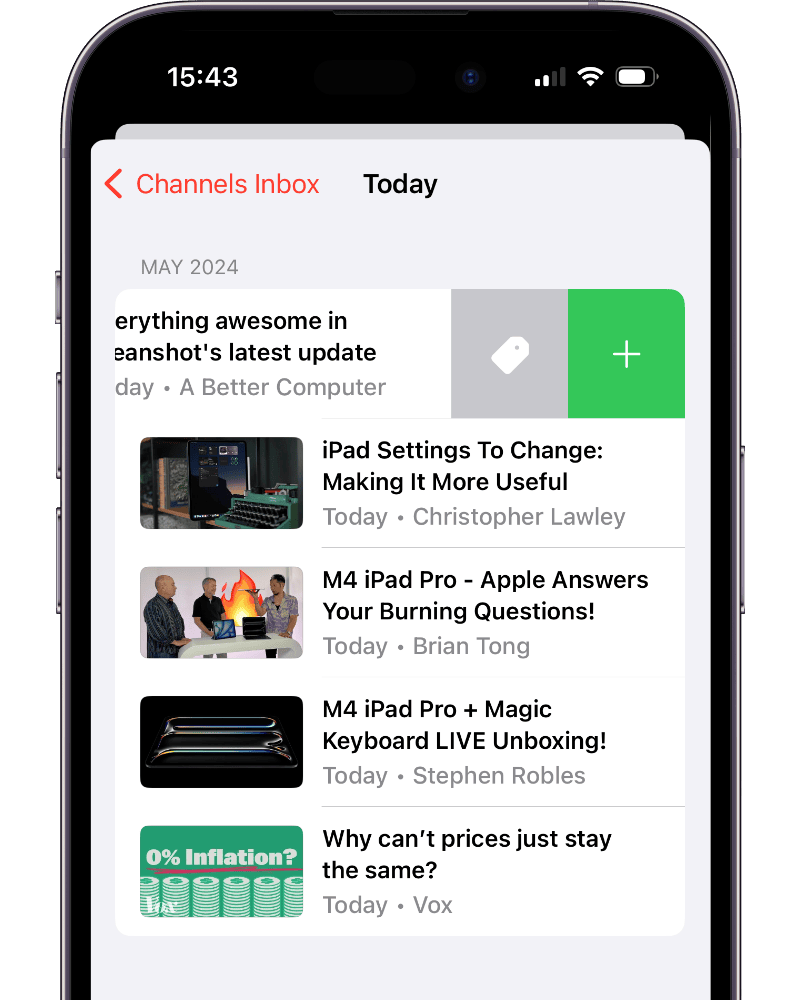 15:43
Channels Inbox
Today
MAY 2024
erything awesome in
eanshot's latest update
day • A Better Computer
iPad Settings To Change:
Making It More Useful
Today • Christopher Lawley
M4 iPad Pro - Apple Answers
Your Burning Questions!
Today • Brian Tong
M4 iPad Pro + Magic
Keyboard LIVE Unboxing!
Today • Stephen Robles
0% Inflation?
Vox
Why can’t prices just stay
the same?
Today • Vox